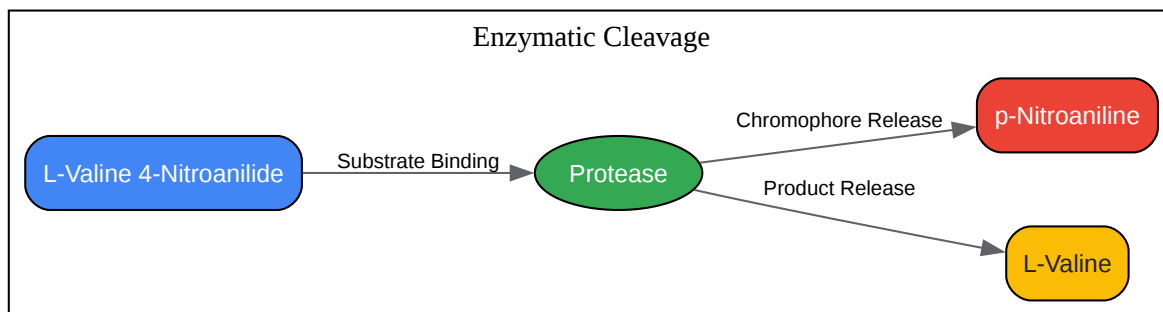 Enzymatic Cleavage
L-Valine 4-Nitroanilide
Substrate Binding
Protease
Chromophore Release
p-Nitroaniline
Product Release
L-Valine